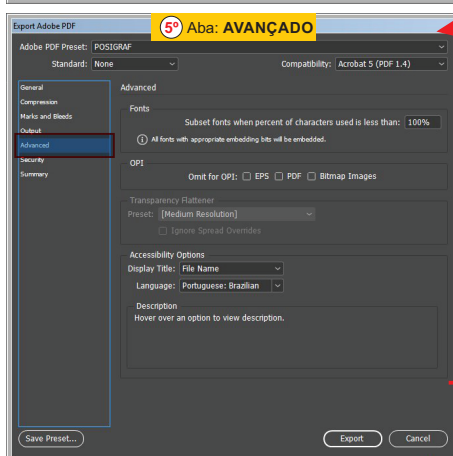 Export Adobe PDF
5º Aba: AVANÇADO
Adobe PDF Preset: POSIGRAF
Standard: None Compatibility: Acrobat 5 (PDF 1.4)
General
Compression
Marks and Bleeds
Output
Advanced
Security
Summary
Advanced
Fonts
Subset fonts when percent of characters used is less than: 100%
All fonts with appropriate embedding bits will be embedded.
OPI
Omit for OPI: EPS PDF Bitmap Images
Transparency Flattener
Preset: [Medium Resolution]
Ignore Spread Overrides
Accessibility Options
Display Title: File Name
Language: Portuguese: Brazilian
Description
Hover over an option to view description.
Save Preset... Export Cancel